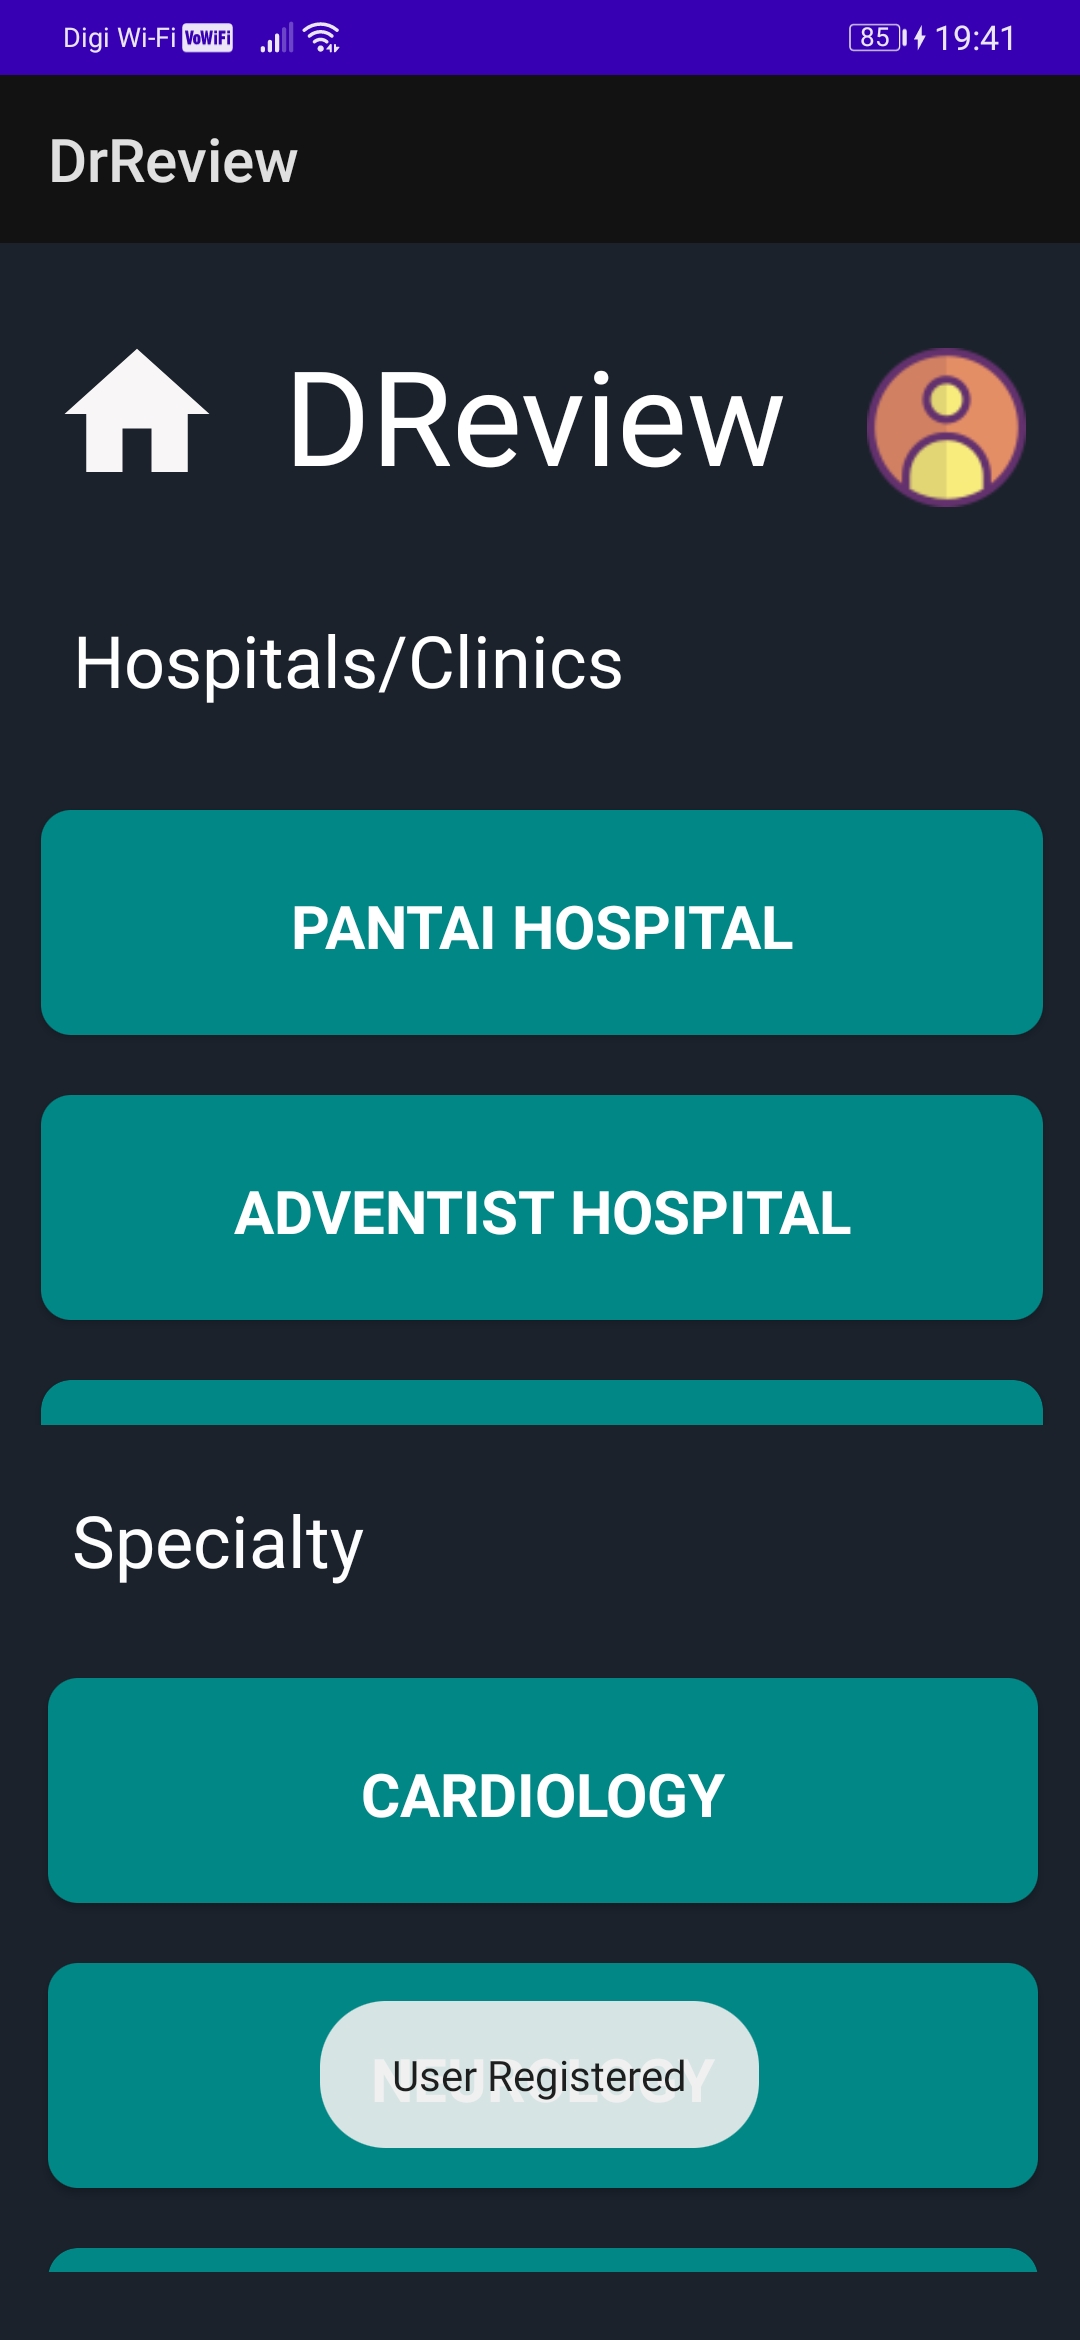 Digi Wi-Fi VoWiFi 85 19:41
DrReview
DReview
Hospitals/Clinics
PANTAI HOSPITAL
ADVENTIST HOSPITAL
Specialty
CARDIOLOGY
NEUROLOGY
User Registered